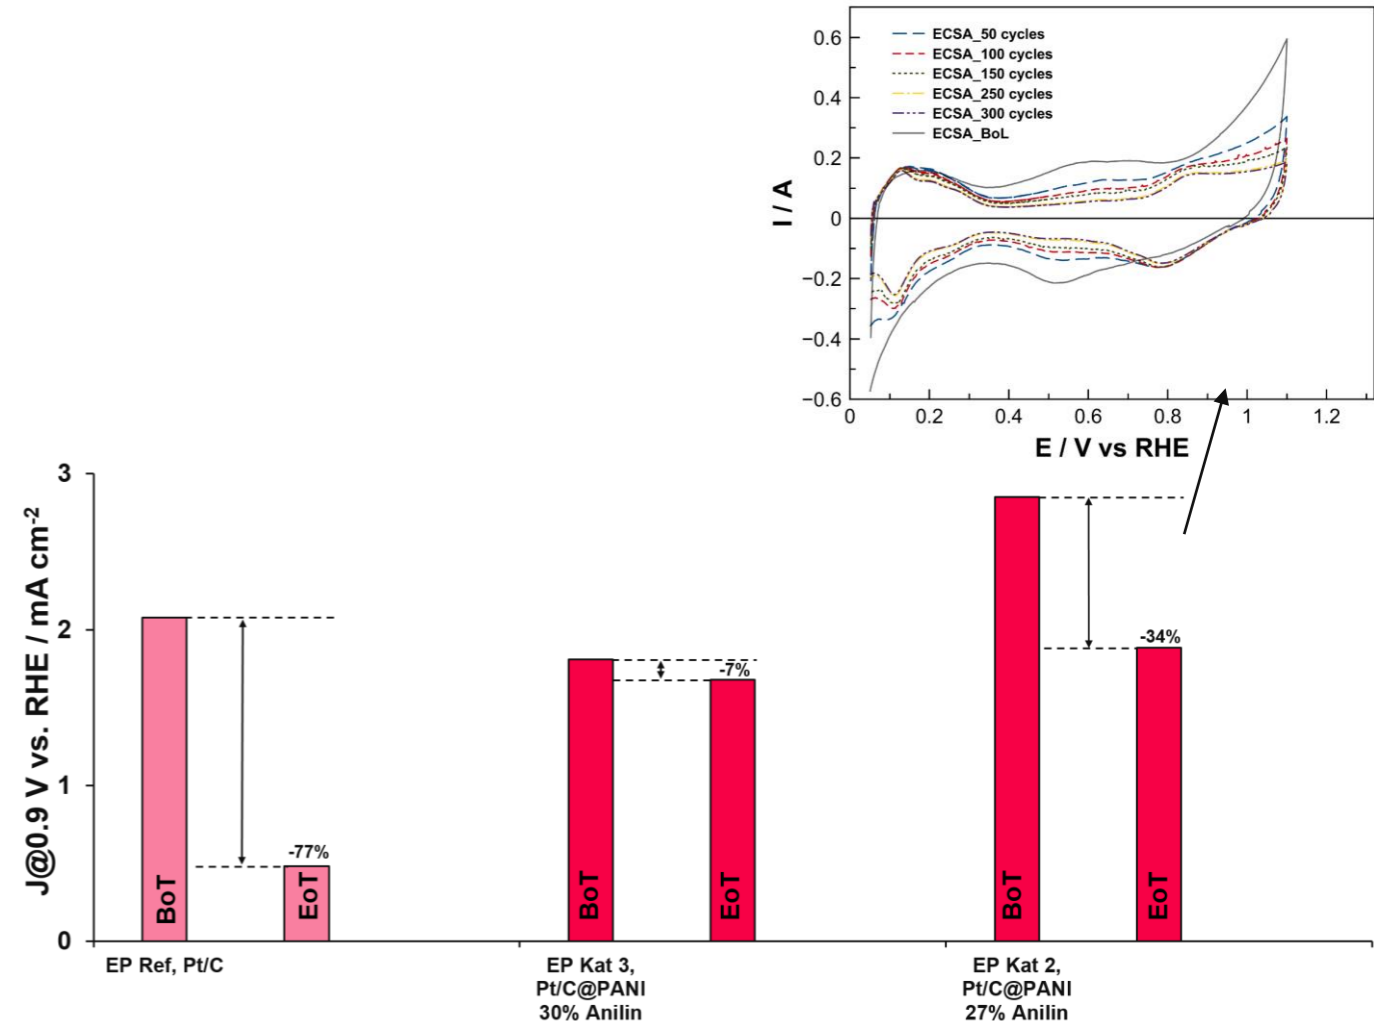 0.6
0.4
0.2
0
−0.2
−0.4
−0.6
I / A
ECSA_50 cycles
ECSA_100 cycles
ECSA_150 cycles
ECSA_250 cycles
ECSA_300 cycles
ECSA_BoL
0 0.2 0.4 0.6 0.8 1 1.2
E / V vs RHE
J@0.9 V vs. RHE / mA cm-2
3
2
1
0
-77%
-7%
-34%
BoT
EoT
BoT
EoT
BoT
EoT
EP Ref, Pt/C
EP Kat 3,
Pt/C@PANI
30% Anilin
EP Kat 2,
Pt/C@PANI
27% Anilin